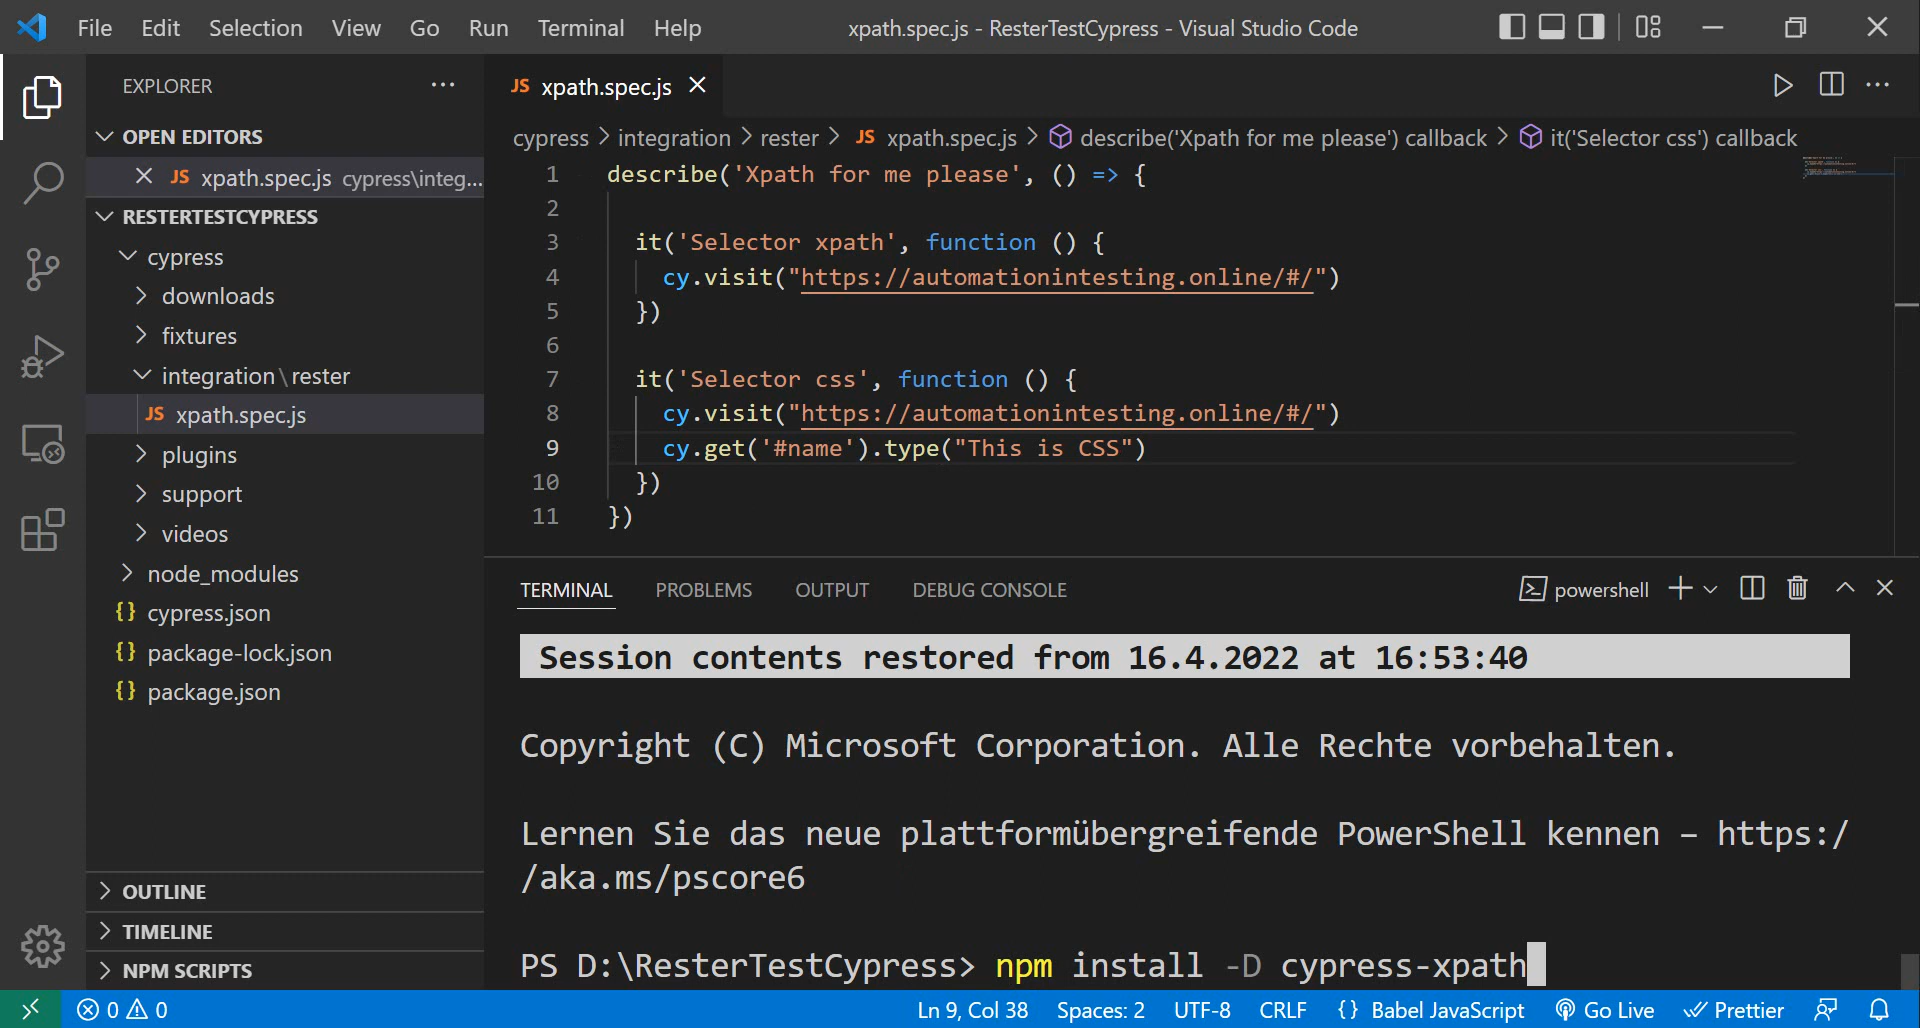 File Edit Selection View Go Run Terminal Help xpath.spec.js - ResterTestCypress - Visual Studio Code
EXPLORER
OPEN EDITORS
JS xpath.spec.js cypress\integ...
RESTERTESTCYPRESS
cypress
downloads
fixtures
integration\rester
JS xpath.spec.js
plugins
support
videos
node_modules
{} cypress.json
{} package-lock.json
{} package.json
OUTLINE
TIMELINE
NPM SCRIPTS
JS xpath.spec.js
cypress > integration > rester > JS xpath.spec.js > describe('Xpath for me please') callback > it('Selector css') callback
1 describe('Xpath for me please', () => {
2
3 it('Selector xpath', function () {
4 cy.visit("https://automationintesting.online/#/")
5 })
6
7 it('Selector css', function () {
8 cy.visit("https://automationintesting.online/#/")
9 cy.get('#name').type("This is CSS")
10 })
11 })
TERMINAL PROBLEMS OUTPUT DEBUG CONSOLE powershell
Session contents restored from 16.4.2022 at 16:53:40
Copyright (C) Microsoft Corporation. Alle Rechte vorbehalten.
Lernen Sie das neue plattformübergreifende PowerShell kennen – https:/
/aka.ms/pscore6
PS D:\ResterTestCypress> npm install -D cypress-xpath
0 0 Ln 9, Col 38 Spaces: 2 UTF-8 CRLF {} Babel JavaScript Go Live Prettier